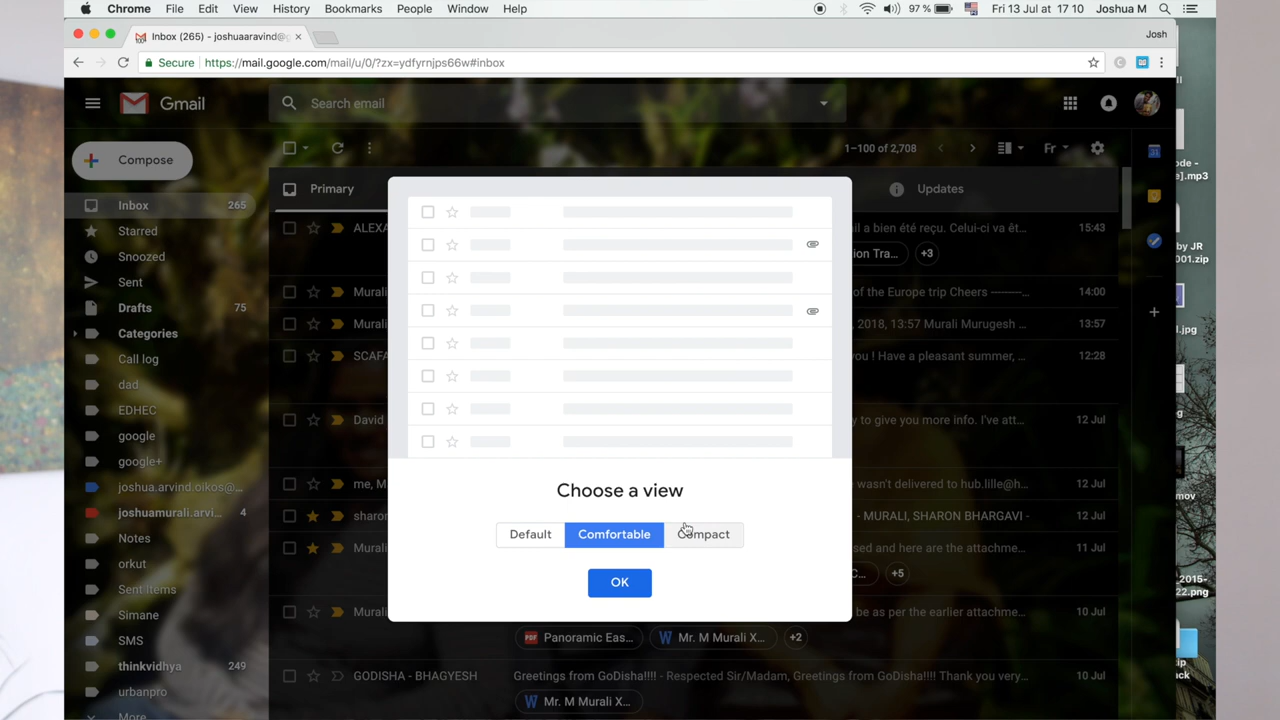 Chrome File Edit View History Bookmarks People Window Help 97 % Fri 13 Jul at 17 10 Joshua M
Inbox (265) - joshuaaravind@g Josh
Secure https://mail.google.com/mail/u/0/?zx=ydfyrnjps66w#inbox
Gmail Search email
Compose 1–100 of 2,708 Fr
Primary Updates
Inbox 265
Starred
Snoozed
Sent
Drafts 75
Categories
Call log
dad
EDHEC
google
google+
joshua.arvind.oikos@...
joshuamurali.arvi... 4
Notes
orkut
Sent Items
Simane
SMS
thinkvidhya 249
urbanpro
More
ALEXA il a bien été reçu. Celui-ci va êt... 15:43
ion Tra... +3
Murali of the Europe trip Cheers 14:00
Murali , 2018, 13:57 Murali Murugesh ... 13:57
SCAFA you ! Have a pleasant summer, ... 12:28
David y to give you more info. I've att... 12 Jul
me, M wasn't delivered to hub.lille@h... 12 Jul
sharon - MURALI, SHARON BHARGAVI - 12 Jul
Murali sed and here are the attachme... 11 Jul
C... +5
Murali be as per the earlier attachme... 10 Jul
PDF Panoramic Eas... W Mr. M Murali X... +2
GODISHA - BHAGYESH Greetings from GoDisha!!!! - Respected Sir/Madam, Greetings from GoDisha!!!! Thank you very... 10 Jul
W Mr. M Murali X...
Choose a view
Default Comfortable Compact
OK
ll
ode -
e].mp3
by JR
001.zip
.jpg
g
mov
_2015-
22.png
zip
ck